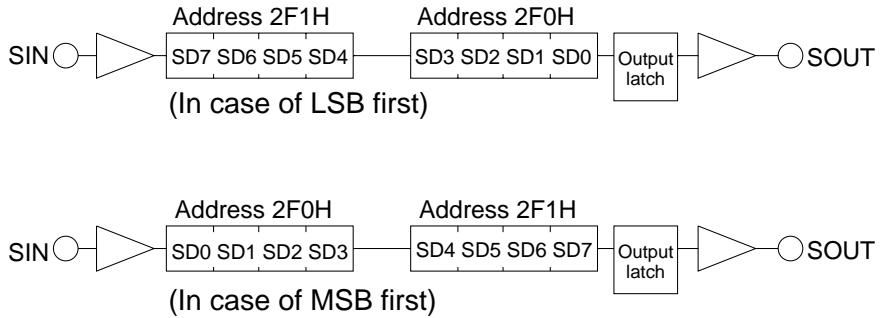 Address 2F1H Address 2F0H
SIN SD7 SD6 SD5 SD4 SD3 SD2 SD1 SD0 Output latch SOUT
(In case of LSB first)
Address 2F0H Address 2F1H
SIN SD0 SD1 SD2 SD3 SD4 SD5 SD6 SD7 Output latch SOUT
(In case of MSB first)